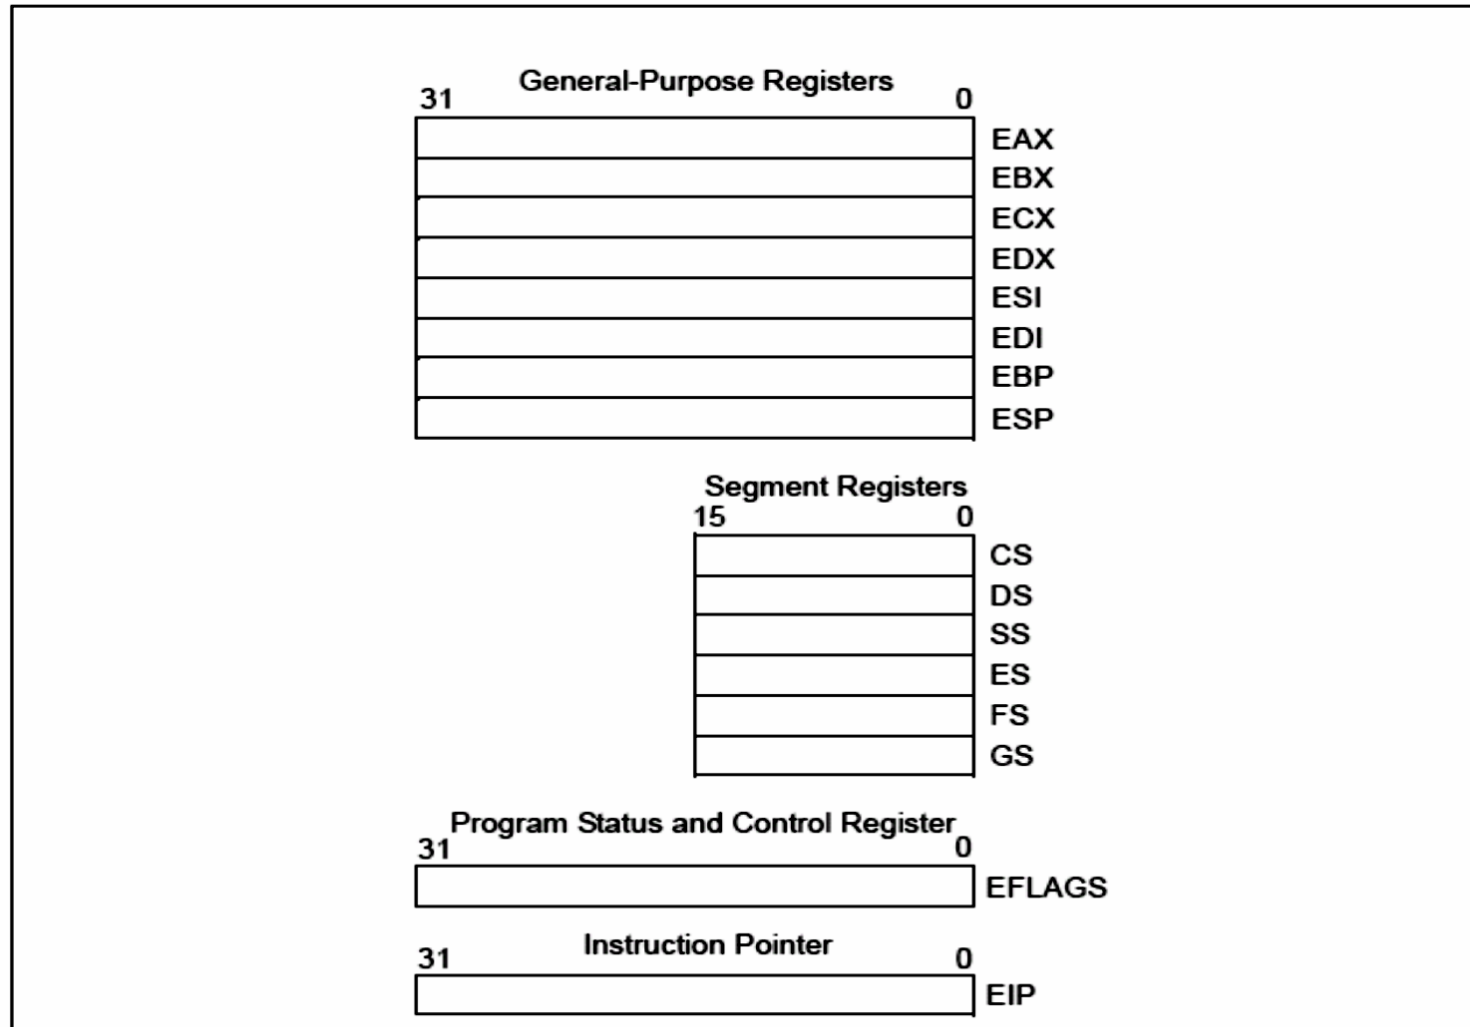 General-Purpose Registers
31 0
EAX
EBX
ECX
EDX
ESI
EDI
EBP
ESP
Segment Registers
15 0
CS
DS
SS
ES
FS
GS
Program Status and Control Register
31 0
EFLAGS
Instruction Pointer
31 0
EIP